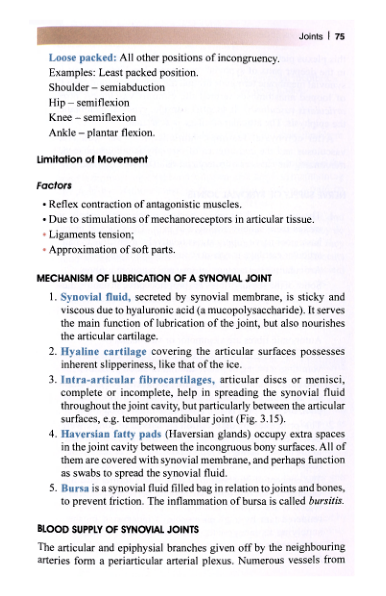 Joints | 75
Loose packed: All other positions of incongruency.
Examples: Least packed position.
Shoulder – semiabduction
Hip – semiflexion
Knee – semiflexion
Ankle – plantar flexion.
Limitation of Movement
Factors
• Reflex contraction of antagonistic muscles.
• Due to stimulations of mechanoreceptors in articular tissue.
• Ligaments tension;
• Approximation of soft parts.
MECHANISM OF LUBRICATION OF A SYNOVIAL JOINT
1. Synovial fluid, secreted by synovial membrane, is sticky and
viscous due to hyaluronic acid (a mucopolysaccharide). It serves
the main function of lubrication of the joint, but also nourishes
the articular cartilage.
2. Hyaline cartilage covering the articular surfaces possesses
inherent slipperiness, like that of the ice.
3. Intra-articular fibrocartilages, articular discs or menisci,
complete or incomplete, help in spreading the synovial fluid
throughout the joint cavity, but particularly between the articular
surfaces, e.g. temporomandibular joint (Fig. 3.15).
4. Haversian fatty pads (Haversian glands) occupy extra spaces
in the joint cavity between the incongruous bony surfaces. All of
them are covered with synovial membrane, and perhaps function
as swabs to spread the synovial fluid.
5. Bursa is a synovial fluid filled bag in relation to joints and bones,
to prevent friction. The inflammation of bursa is called bursitis.
BLOOD SUPPLY OF SYNOVIAL JOINTS
The articular and epiphysial branches given off by the neighbouring
arteries form a periarticular arterial plexus. Numerous vessels from